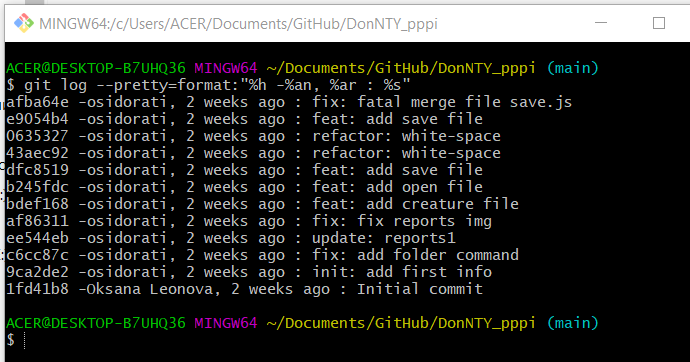 MINGW64:/c/Users/ACER/Documents/GitHub/DonNTY_pppi
ACER@DESKTOP-B7UHQ36 MINGW64 ~/Documents/GitHub/DonNTY_pppi (main)
$ git log --pretty=format:"%h -%an, %ar : %s"
afba64e -osidorati, 2 weeks ago : fix: fatal merge file save.js
e9054b4 -osidorati, 2 weeks ago : feat: add save file
0635327 -osidorati, 2 weeks ago : refactor: white-space
43aec92 -osidorati, 2 weeks ago : refactor: white-space
dfc8519 -osidorati, 2 weeks ago : feat: add save file
b245fdc -osidorati, 2 weeks ago : feat: add open file
bdef168 -osidorati, 2 weeks ago : feat: add creature file
af86311 -osidorati, 2 weeks ago : fix: fix reports img
ee544eb -osidorati, 2 weeks ago : update: reports1
c6cc87c -osidorati, 2 weeks ago : fix: add folder command
9ca2de2 -osidorati, 2 weeks ago : init: add first info
1fd41b8 -Oksana Leonova, 2 weeks ago : Initial commit
ACER@DESKTOP-B7UHQ36 MINGW64 ~/Documents/GitHub/DonNTY_pppi (main)
$